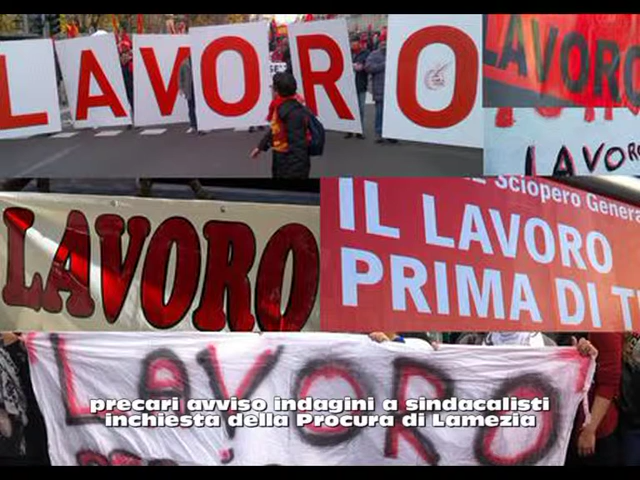 LAVORO
LAVORO
LAVORO
LAVORO
Sciopero Genera
IL LAVORO
PRIMA DI T
LAVORO
precari avviso indagini a sindacalisti
inchiesta della Procura di Lamezia